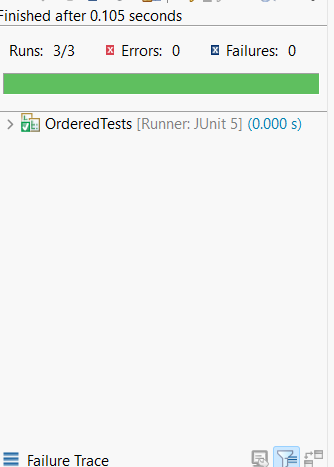 Finished after 0.105 seconds
Runs: 3/3 Errors: 0 Failures: 0
OrderedTests [Runner: JUnit 5] (0.000 s)
Failure Trace